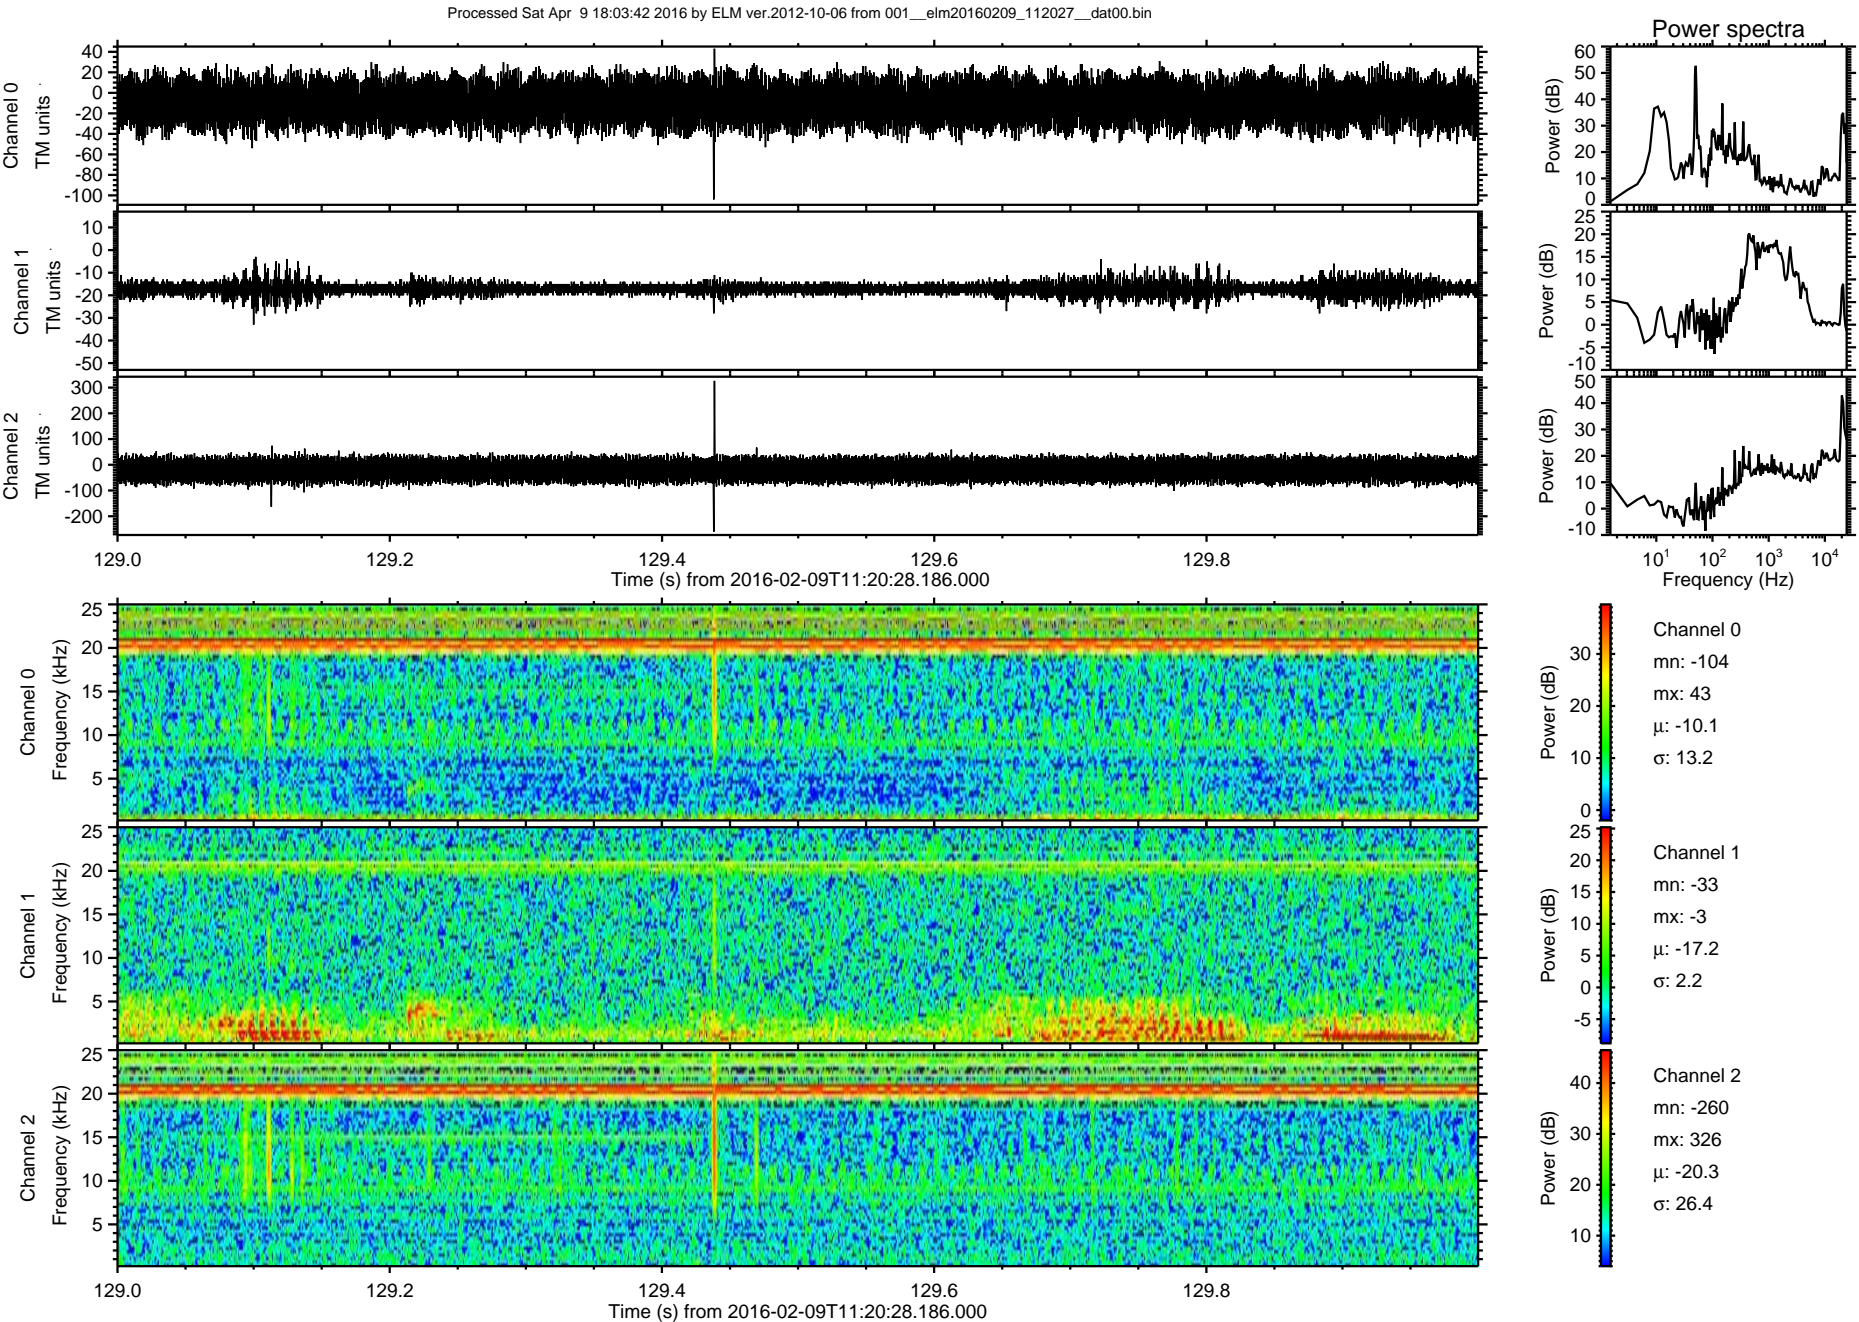 Processed Sat Apr 9 18:03:42 2016 by ELM ver.2012-10-06 from 001__elm20160209_112027__dat00.bin
Power spectra
Channel 0
TM units
40
20
0
-20
-40
-60
-80
-100
Power (dB)
60
50
40
30
20
10
0
Channel 1
TM units
10
0
-10
-20
-30
-40
-50
Power (dB)
25
20
15
10
5
0
-5
-10
Channel 2
TM units
300
200
100
0
-100
-200
Power (dB)
50
40
30
20
10
0
-10
129.0 129.2 129.4 129.6 129.8
Time (s) from 2016-02-09T11:20:28.186.000
10¹ 10² 10³ 10⁴
Frequency (Hz)
Channel 0
Frequency (kHz)
25
20
15
10
5
Power (dB)
30
20
10
0
Channel 0
mn: -104
mx: 43
μ: -10.1
σ: 13.2
Channel 1
Frequency (kHz)
25
20
15
10
5
Power (dB)
25
20
15
10
5
0
-5
Channel 1
mn: -33
mx: -3
μ: -17.2
σ: 2.2
Channel 2
Frequency (kHz)
25
20
15
10
5
Power (dB)
40
30
20
10
Channel 2
mn: -260
mx: 326
μ: -20.3
σ: 26.4
129.0 129.2 129.4 129.6 129.8
Time (s) from 2016-02-09T11:20:28.186.000